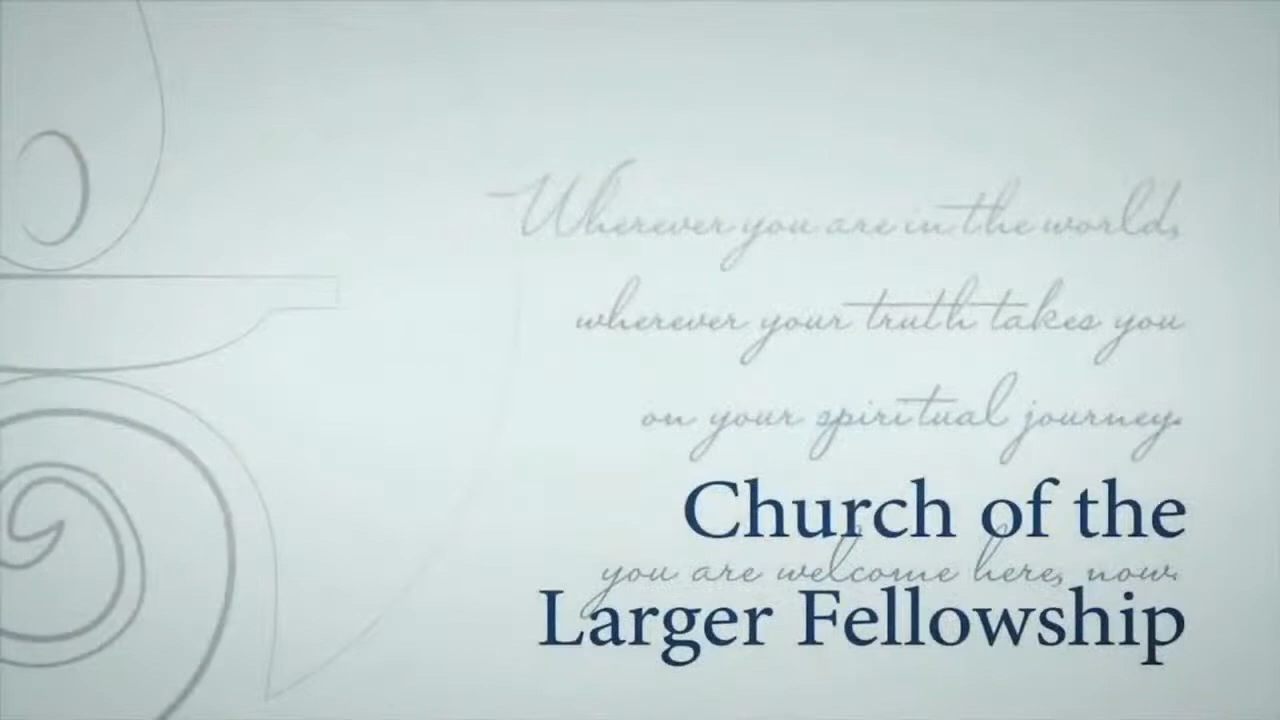 Wherever you are in the world,
wherever your truth takes you
on your spiritual journey.
Church of the
you are welcome here, now.
Larger Fellowship